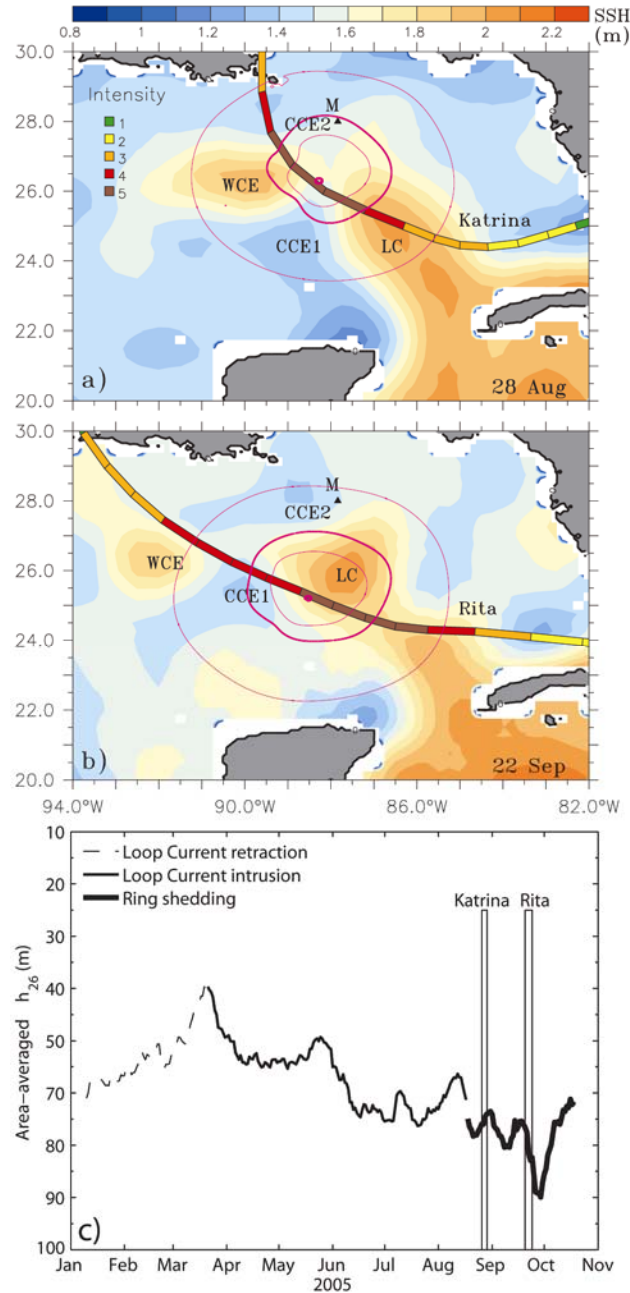 0.8 1 1.2 1.4 1.6 1.8 2 2.2 SSH
(m)
30.0
28.0
26.0
24.0
22.0
20.0
Intensity
1
2
3
4
5
M
CCE2
WCE
Katrina
CCE1
LC
a)
28 Aug
30.0
28.0
26.0
24.0
22.0
20.0
M
CCE2
WCE
LC
CCE1
Rita
b)
22 Sep
94.0°W 90.0°W 86.0°W 82.0°W
10
20
30
40
50
60
70
80
90
100
Area-averaged h26 (m)
Loop Current retraction
Loop Current intrusion
Ring shedding
Katrina Rita
c)
Jan Feb Mar Apr May Jun Jul Aug Sep Oct Nov
2005